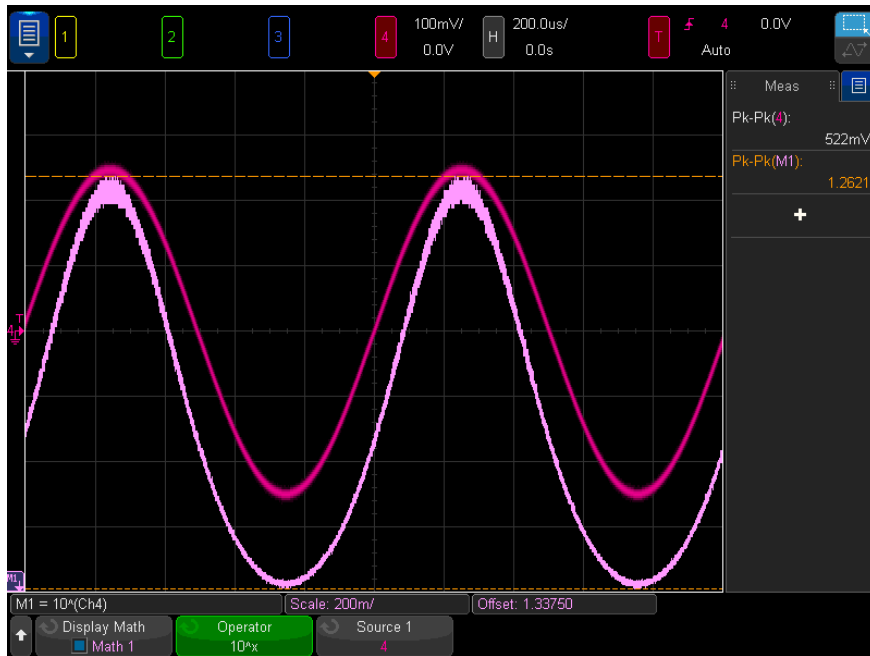 1 2 3 4 100mV/ H 200.0us/ T 4 0.0V
0.0V 0.0s Auto
Meas
Pk-Pk(4):
522mV
Pk-Pk(M1):
1.2621
+
T
4
M1
M1 = 10^(Ch4) Scale: 200m/ Offset: 1.33750
Display Math Operator Source 1
Math 1 10^x 4